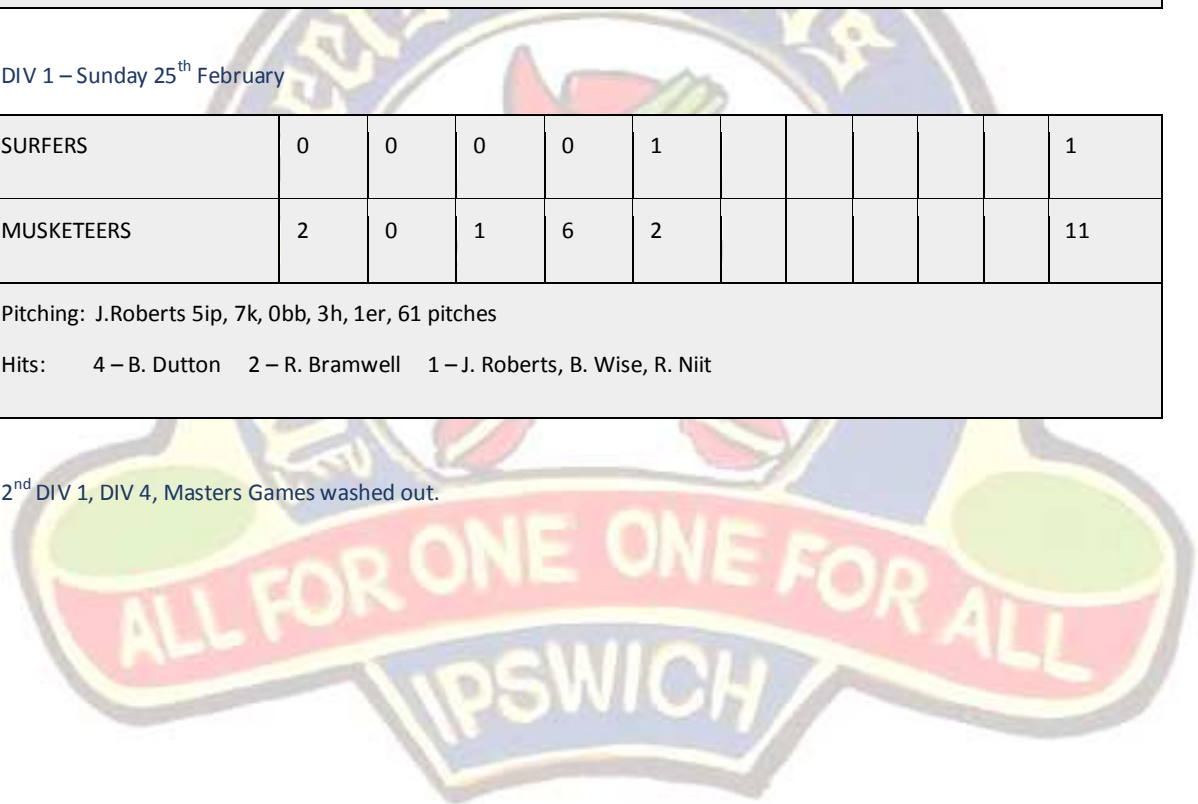 DIV 1 – Sunday 25th February
SURFERS 0 0 0 0 1 1
MUSKETEERS 2 0 1 6 2 11
Pitching: J.Roberts 5ip, 7k, 0bb, 3h, 1er, 61 pitches
Hits: 4 – B. Dutton 2 – R. Bramwell 1 – J. Roberts, B. Wise, R. Niit
2nd DIV 1, DIV 4, Masters Games washed out.
ALL FOR ONE ONE FOR ALL
IPSWICH